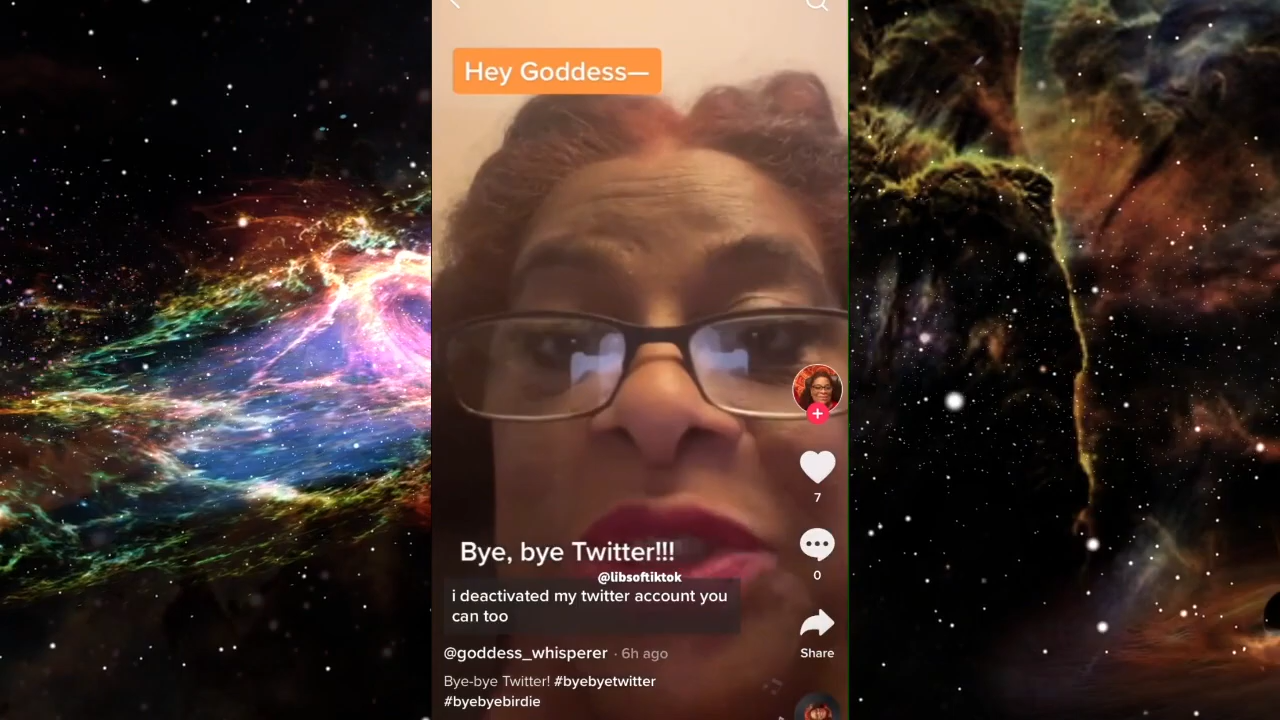 Hey Goddess—
Bye, bye Twitter!!!
@libsoftiktok
i deactivated my twitter account you
can too
@goddess_whisperer · 6h ago
Bye-bye Twitter! #byebyetwitter
#byebyebirdie
7
0
Share